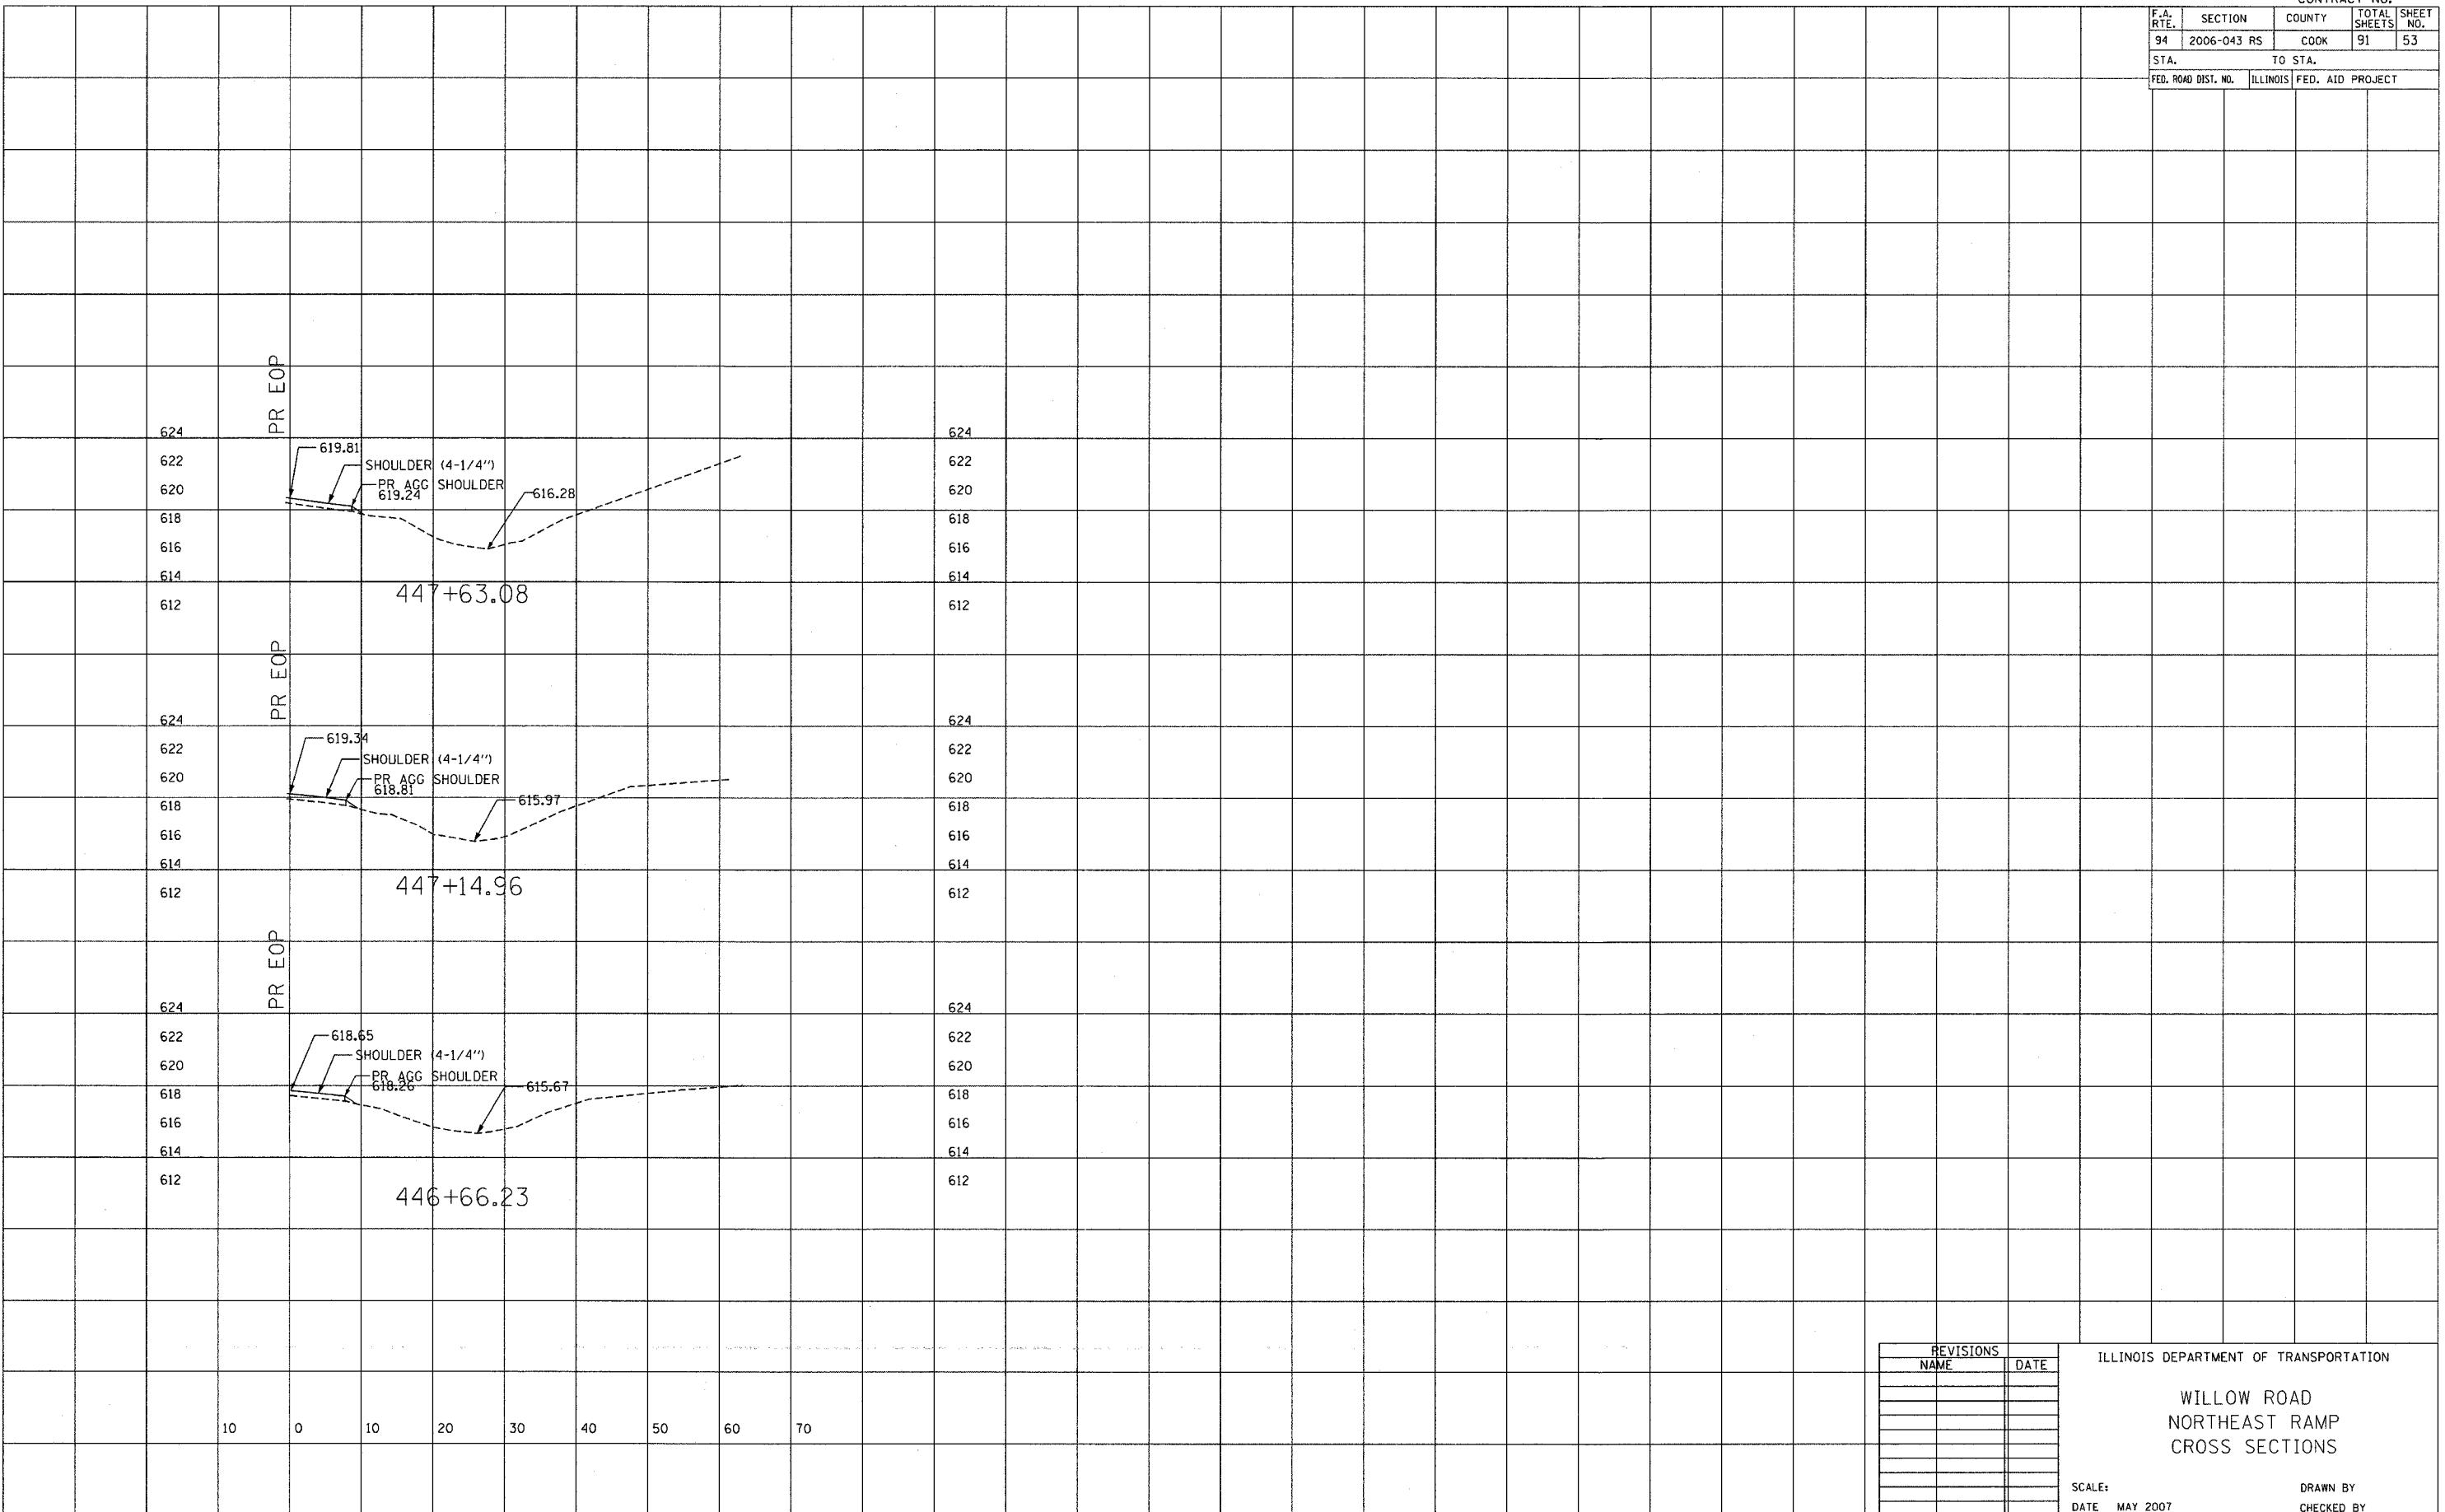 CONTRACT NO.
F.A. RTE. SECTION COUNTY TOTAL SHEETS SHEET NO.
94 2006-043 RS COOK 91 53
STA. TO STA.
FED. ROAD DIST. NO. ILLINOIS FED. AID PROJECT
PR EOP
624 624
619.81
622 SHOULDER (4-1/4") 622
PR AGG SHOULDER
620 619.24 616.28 620
618 618
616 616
614 614
447+63.08
612 612
PR EOP
624 624
619.34
622 622
SHOULDER (4-1/4")
620 PR AGG SHOULDER 620
618.81
618 615.97 618
616 616
614 614
447+14.96
612 612
PR EOP
624 624
622 618.65 622
SHOULDER (4-1/4")
620 620
PR AGG SHOULDER
618.26 615.67
618 618
616 616
614 614
612 612
446+66.23
10 0 10 20 30 40 50 60 70
REVISIONS
NAME DATE
ILLINOIS DEPARTMENT OF TRANSPORTATION
WILLOW ROAD
NORTHEAST RAMP
CROSS SECTIONS
SCALE: DRAWN BY
DATE MAY 2007 CHECKED BY